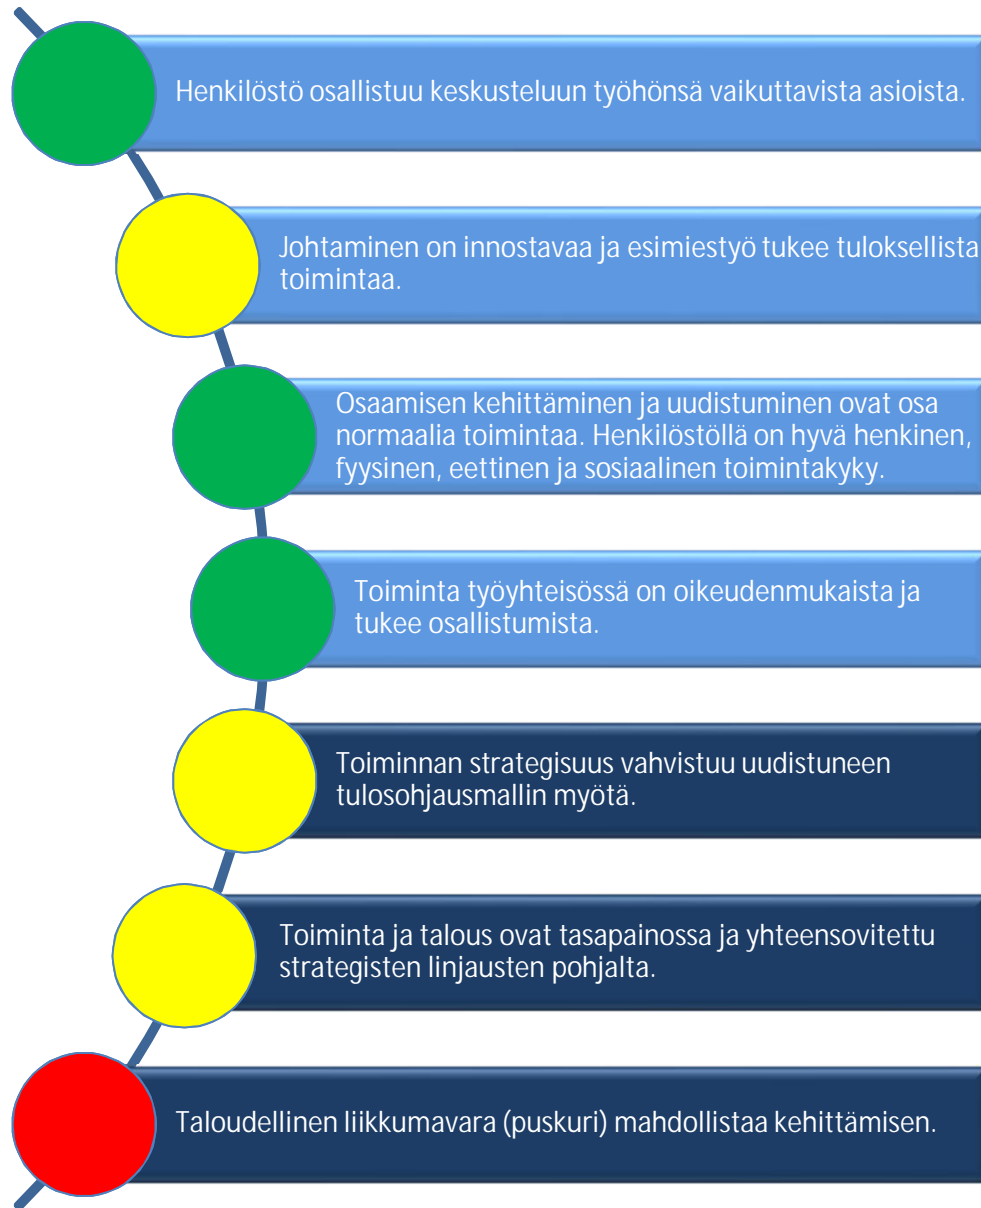 Henkilöstö osallistuu keskusteluun työhönsä vaikuttavista asioista.
Johtaminen on innostavaa ja esimiestyö tukee tuloksellista
toimintaa.
Osaamisen kehittäminen ja uudistuminen ovat osa
normaalia toimintaa. Henkilöstöllä on hyvä henkinen,
fyysinen, eettinen ja sosiaalinen toimintakyky.
Toiminta työyhteisössä on oikeudenmukaista ja
tukee osallistumista.
Toiminnan strategisuus vahvistuu uudistuneen
tulosohjausmallin myötä.
Toiminta ja talous ovat tasapainossa ja yhteensovitettu
strategisten linjausten pohjalta.
Taloudellinen liikkumavara (puskuri) mahdollistaa kehittämisen.